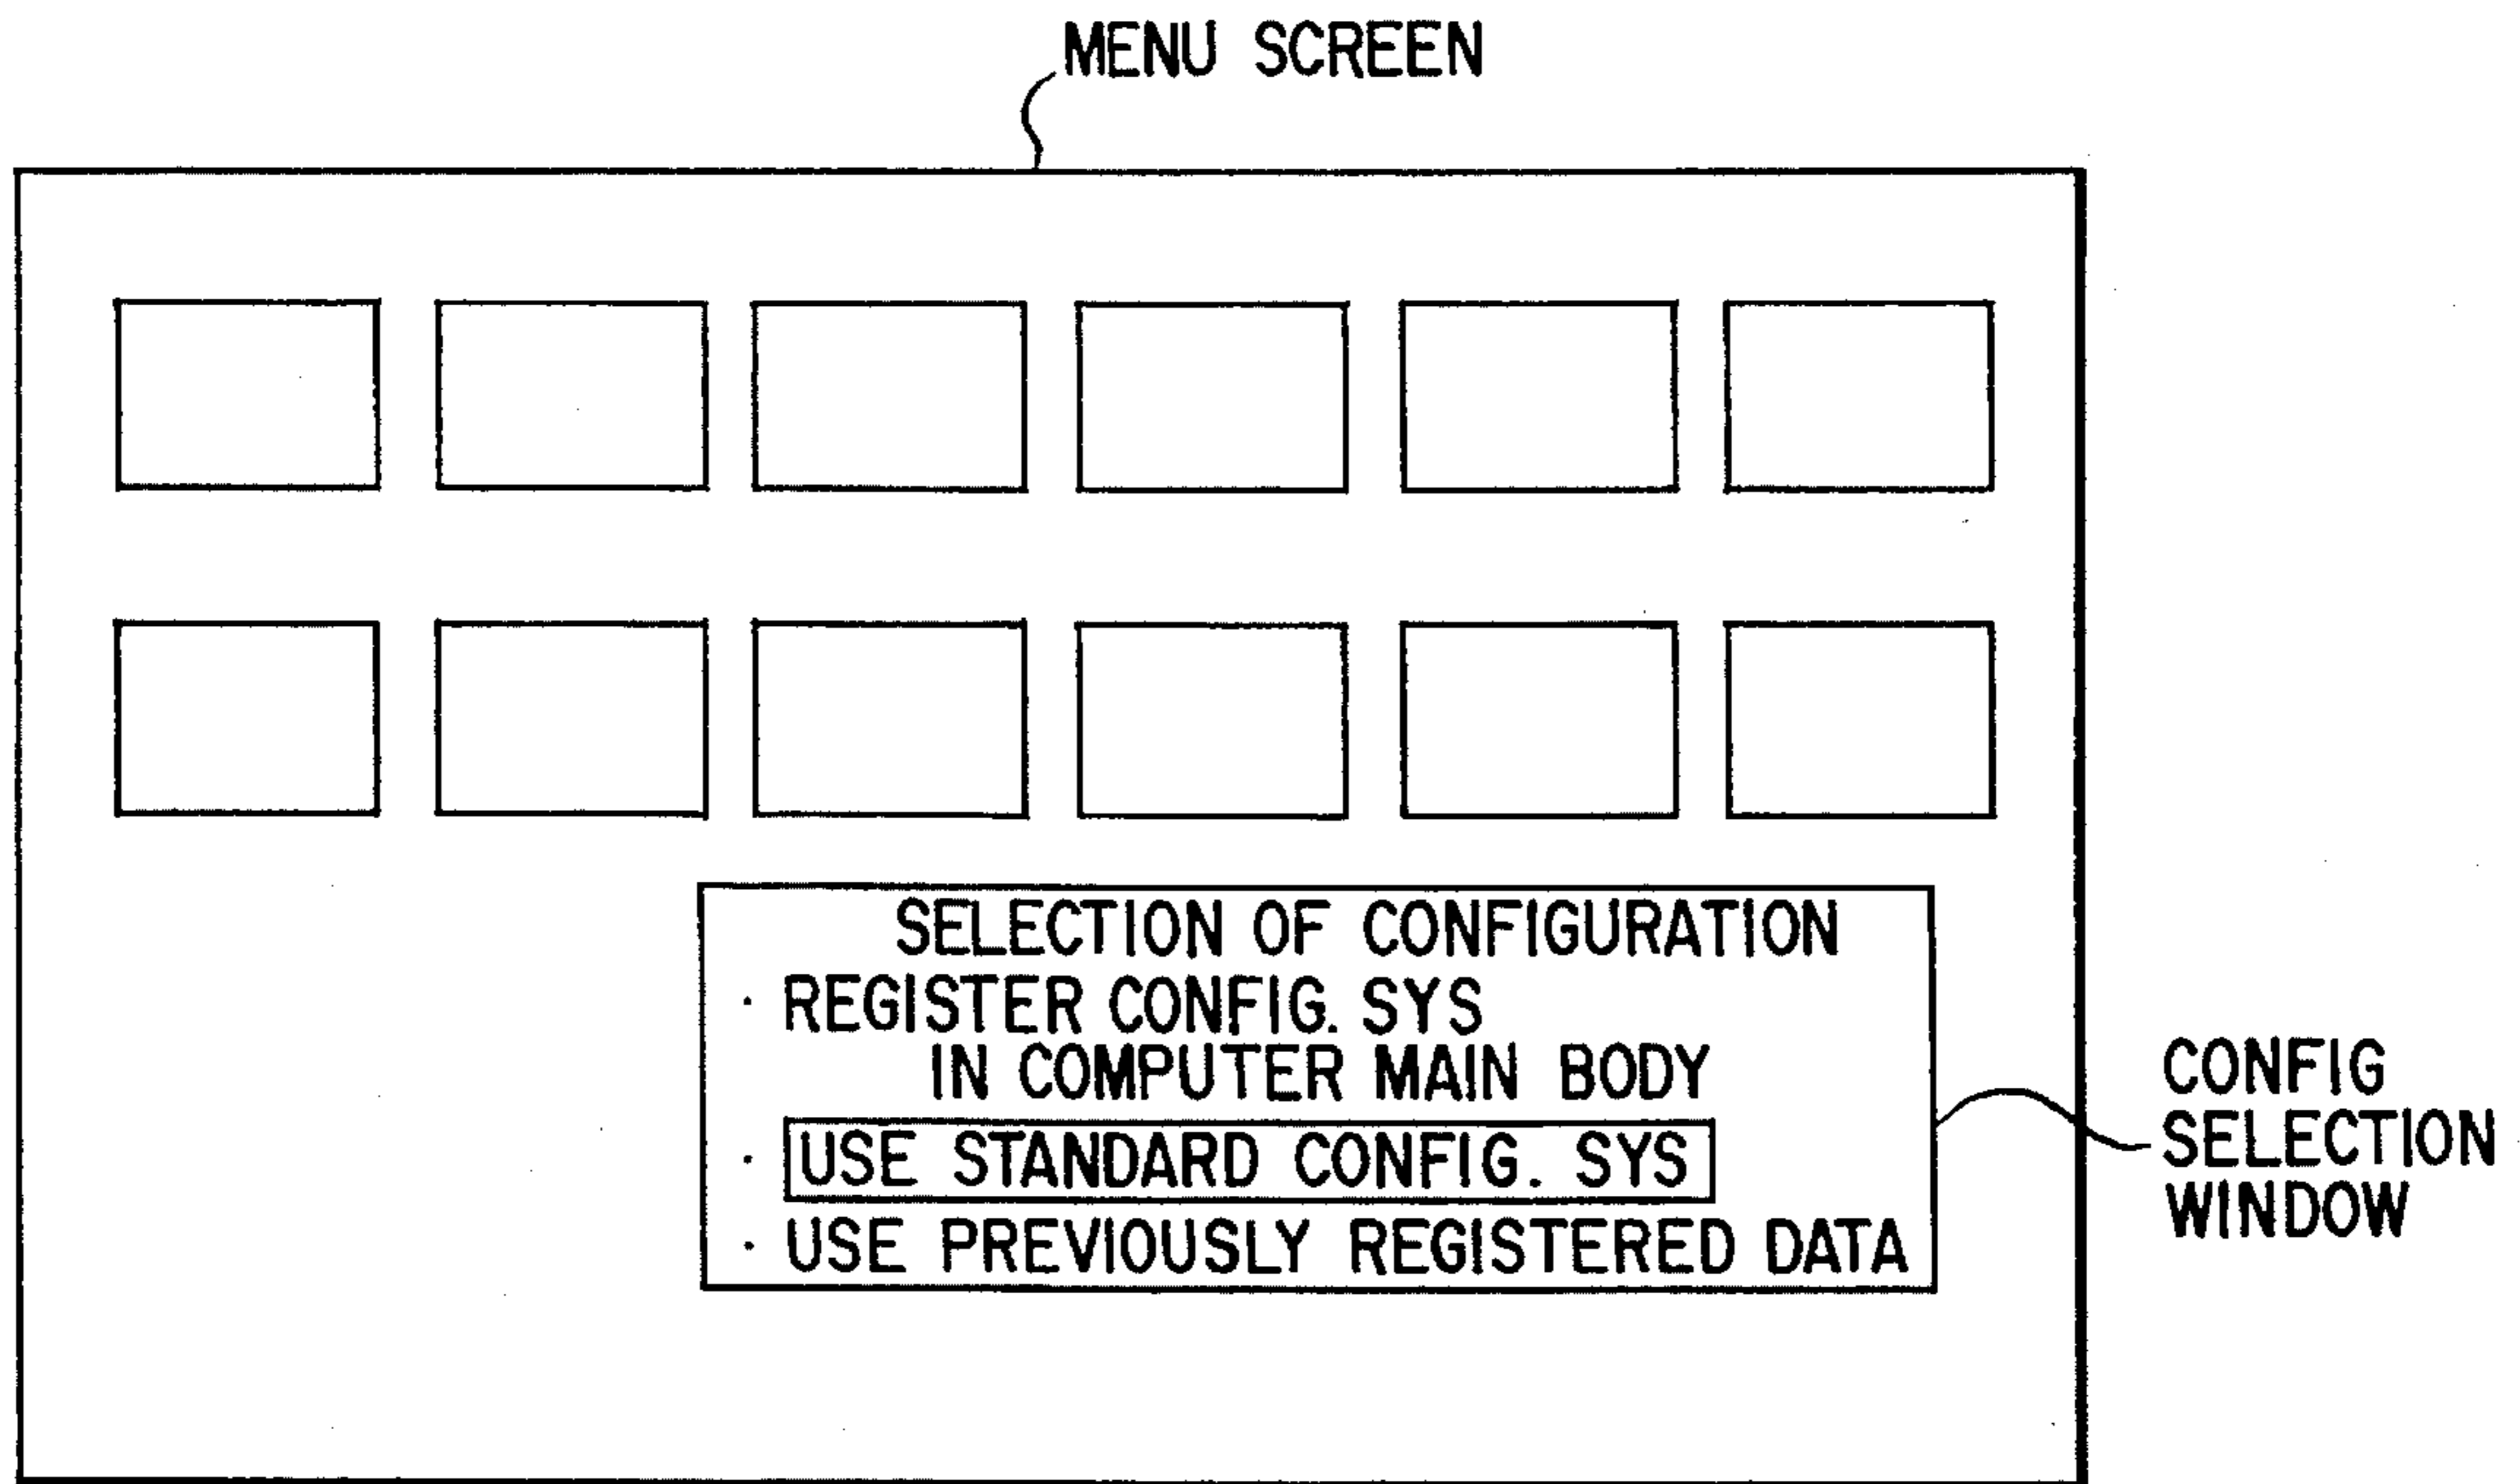 MENU SCREEN
SELECTION OF CONFIGURATION
· REGISTER CONFIG. SYS
IN COMPUTER MAIN BODY
· USE STANDARD CONFIG. SYS
· USE PREVIOUSLY REGISTERED DATA
CONFIG
SELECTION
WINDOW